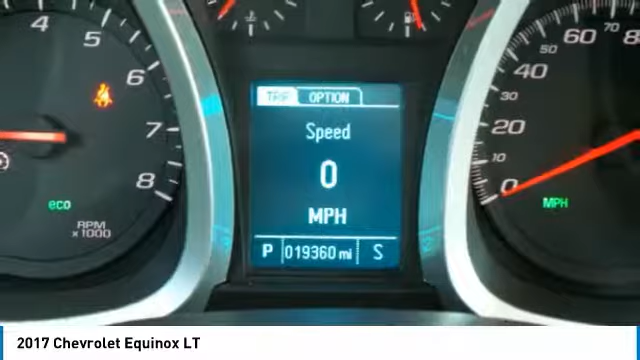 4
5
6
7
8
eco
RPM
x1000
TRIP OPTION
Speed
0
MPH
P 019360 mi S
0
10
20
30
40
50
60
70
MPH
2017 Chevrolet Equinox LT